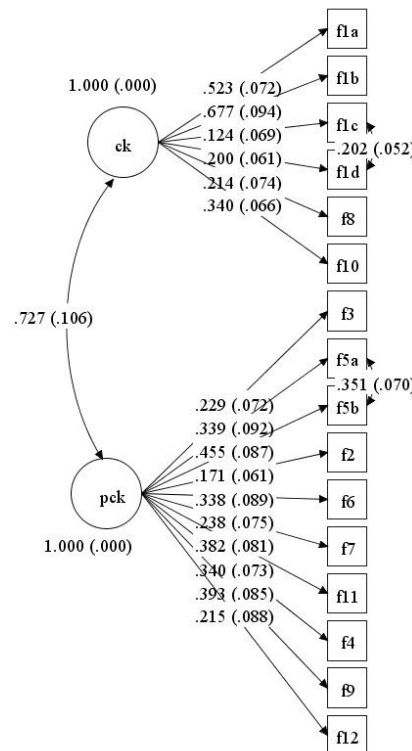 f1a
.523 (.072)
f1b
1.000 (.000)
.677 (.094)
f1c
.124 (.069)
ck
.202 (.052)
.200 (.061)
f1d
.214 (.074)
f8
.340 (.066)
f10
f3
.727 (.106)
f5a
.351 (.070)
.229 (.072)
f5b
.339 (.092)
.455 (.087)
f2
.171 (.061)
pck
.338 (.089)
f6
.238 (.075)
f7
1.000 (.000)
.382 (.081)
.340 (.073)
f11
.393 (.085)
.215 (.088)
f4
f9
f12